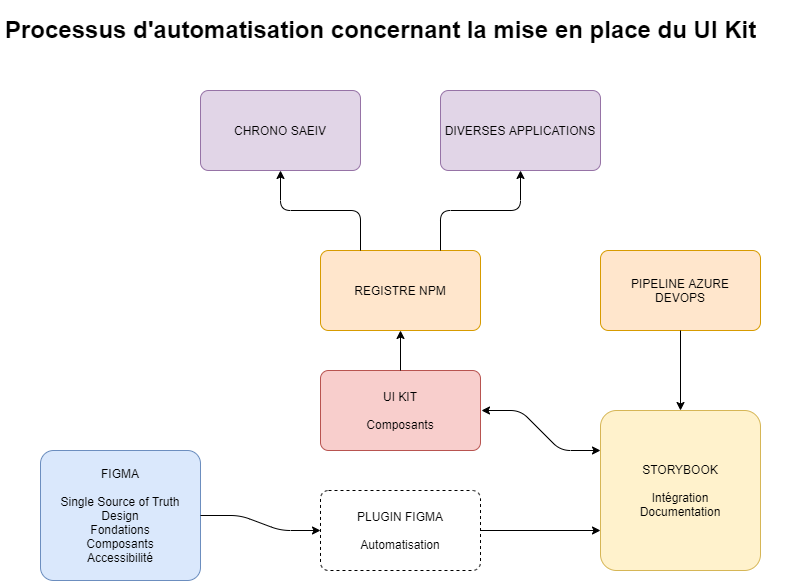 Processus d'automatisation concernant la mise en place du UI Kit
CHRONO SAEIV
DIVERSES APPLICATIONS
REGISTRE NPM
PIPELINE AZURE
DEVOPS
UI KIT
Composants
FIGMA
Single Source of Truth
Design
Fondations
Composants
Accessibilité
PLUGIN FIGMA
Automatisation
STORYBOOK
Intégration
Documentation